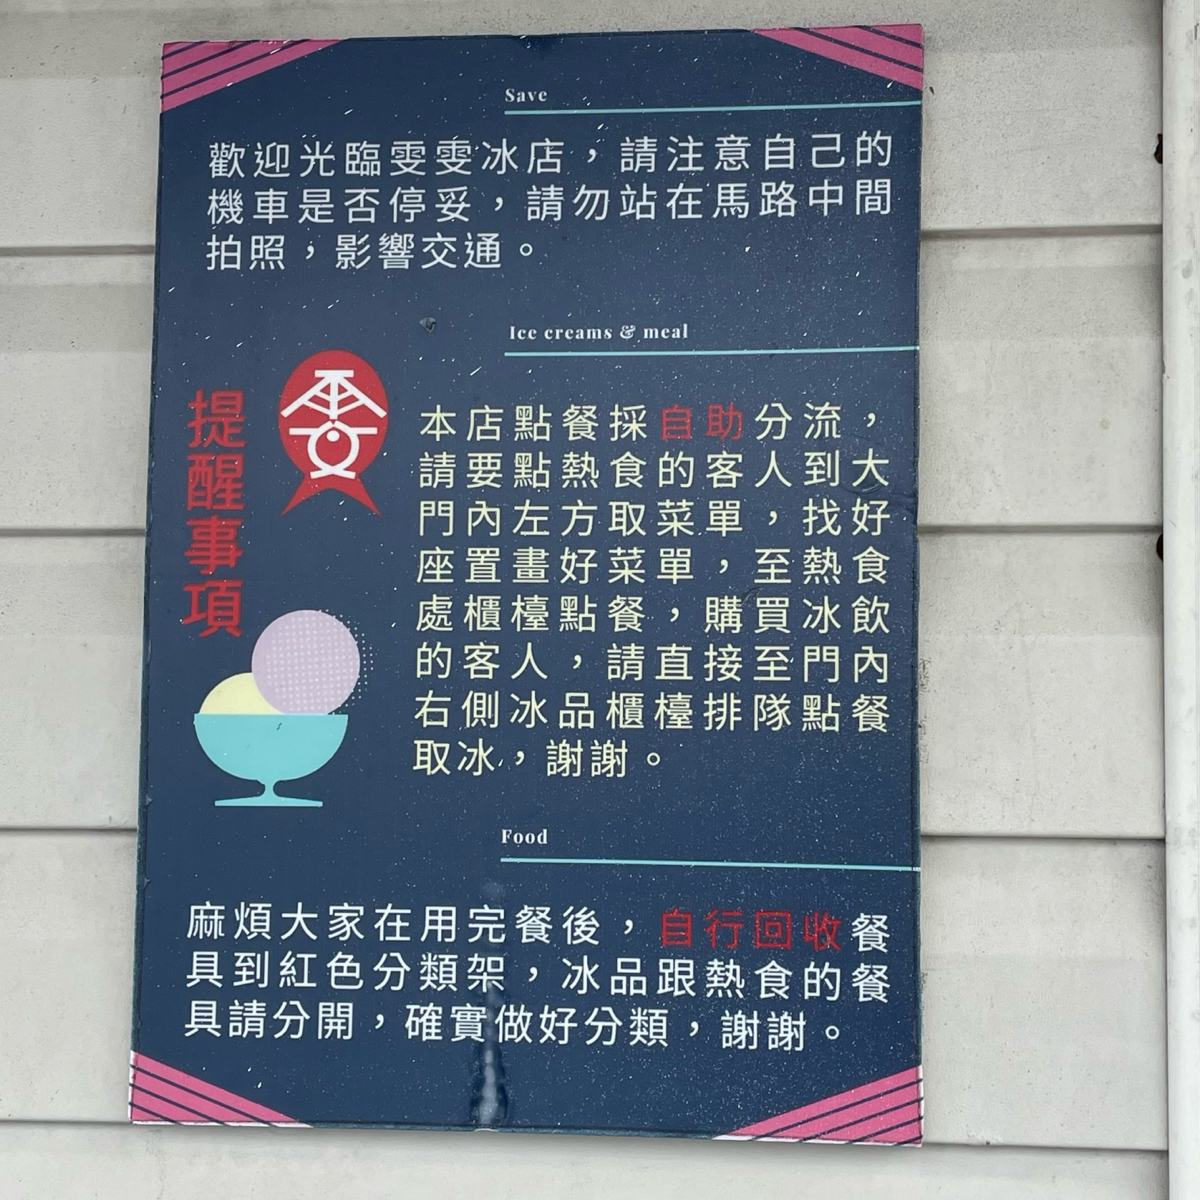 Save
歡迎光臨雯雯冰店，請注意自己的
機車是否停妥，請勿站在馬路中間
拍照，影響交通。
Ice creams & meal
提醒事項
雯
本店點餐採自助分流，
請要點熱食的客人到大
門內左方取菜單，找好
座置畫好菜單，至熱食
處櫃檯點餐，購買冰飲
的客人，請直接至門內
右側冰品櫃檯排隊點餐
取冰，謝謝。
Food
麻煩大家在用完餐後，自行回收餐
具到紅色分類架，冰品跟熱食的餐
具請分開，確實做好分類，謝謝。